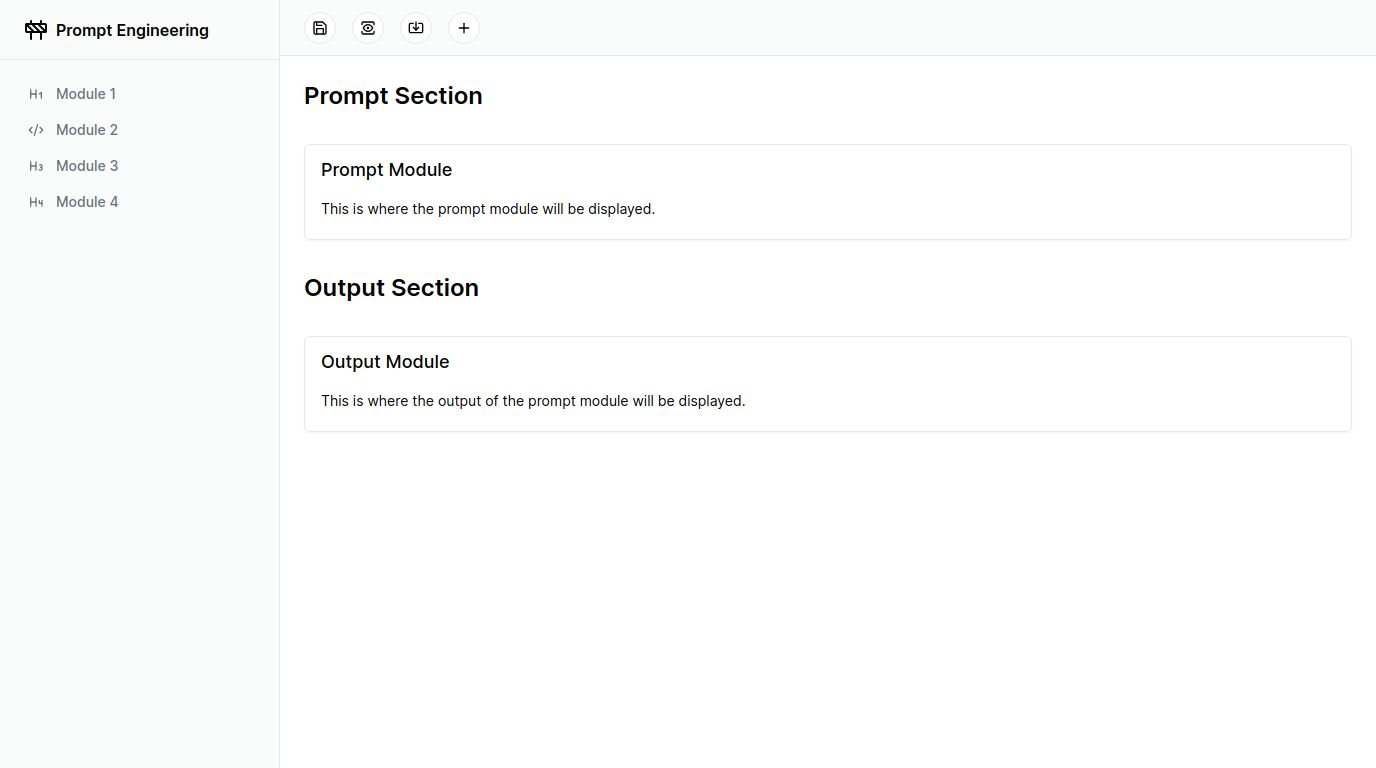 Prompt Engineering
H1 Module 1
</> Module 2
H3 Module 3
H4 Module 4
Prompt Section
Prompt Module
This is where the prompt module will be displayed.
Output Section
Output Module
This is where the output of the prompt module will be displayed.